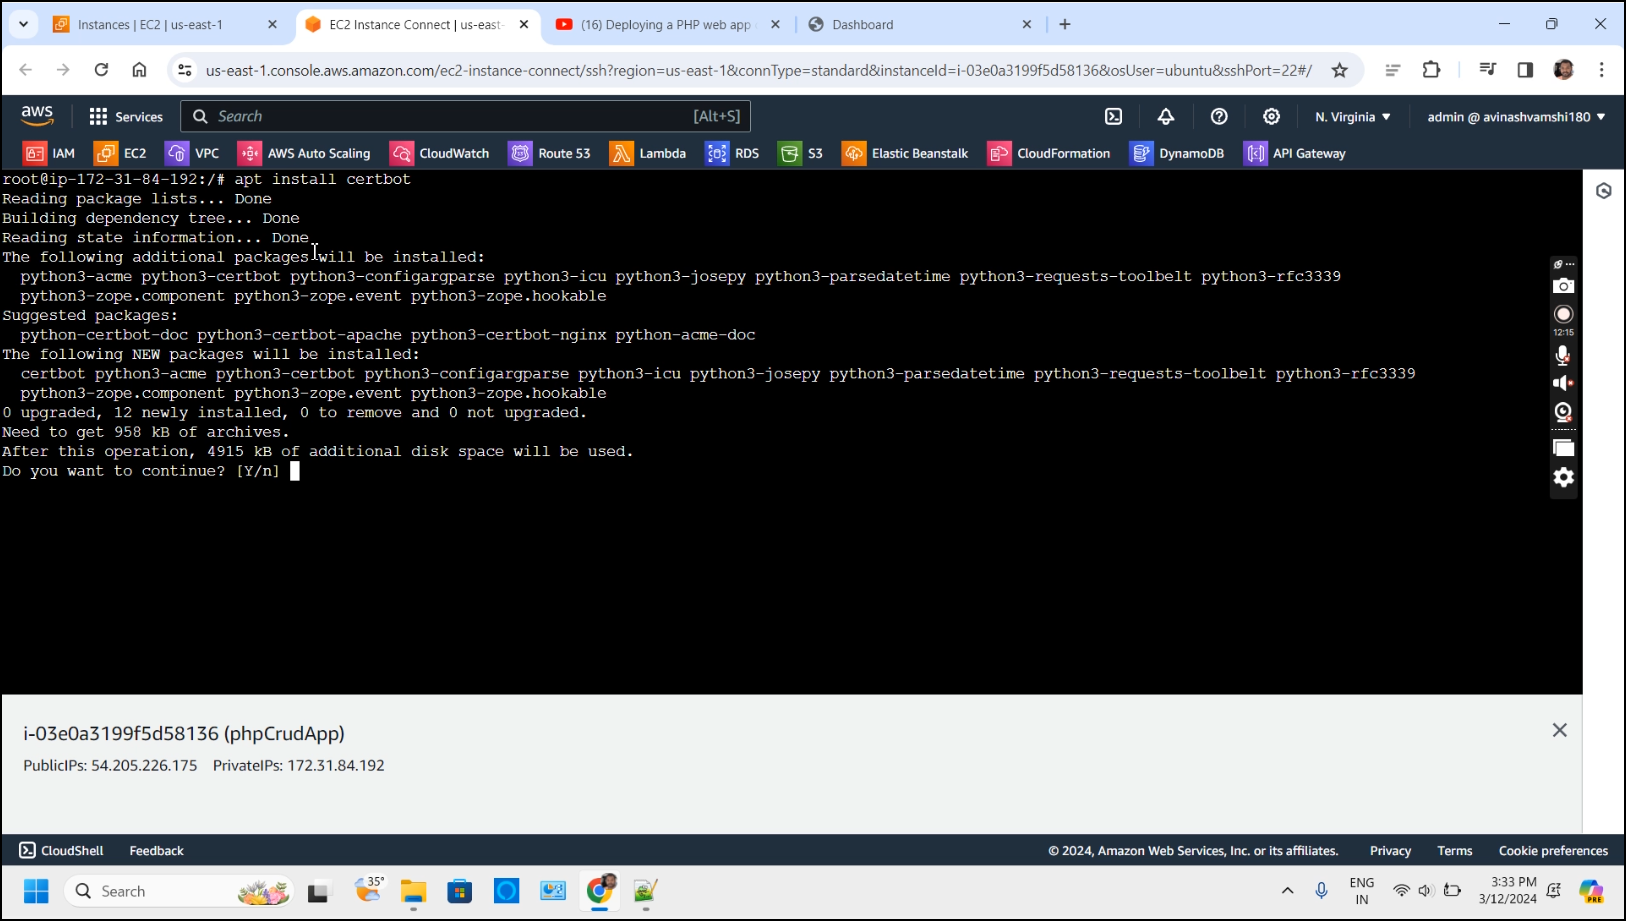 Instances | EC2 | us-east-1
EC2 Instance Connect | us-east-
(16) Deploying a PHP web app
Dashboard
us-east-1.console.aws.amazon.com/ec2-instance-connect/ssh?region=us-east-1&connType=standard&instanceId=i-03e0a3199f5d58136&osUser=ubuntu&sshPort=22#/
aws
Services
Search
[Alt+S]
N. Virginia
admin @ avinashvamshi180
IAM
EC2
VPC
AWS Auto Scaling
CloudWatch
Route 53
Lambda
RDS
S3
Elastic Beanstalk
CloudFormation
DynamoDB
API Gateway
root@ip-172-31-84-192:/# apt install certbot
Reading package lists... Done
Building dependency tree... Done
Reading state information... Done
The following additional packages will be installed:
python3-acme python3-certbot python3-configargparse python3-icu python3-josepy python3-parsedatetime python3-requests-toolbelt python3-rfc3339
python3-zope.component python3-zope.event python3-zope.hookable
Suggested packages:
python-certbot-doc python3-certbot-apache python3-certbot-nginx python-acme-doc
The following NEW packages will be installed:
certbot python3-acme python3-certbot python3-configargparse python3-icu python3-josepy python3-parsedatetime python3-requests-toolbelt python3-rfc3339
python3-zope.component python3-zope.event python3-zope.hookable
0 upgraded, 12 newly installed, 0 to remove and 0 not upgraded.
Need to get 958 kB of archives.
After this operation, 4915 kB of additional disk space will be used.
Do you want to continue? [Y/n]
12:15
i-03e0a3199f5d58136 (phpCrudApp)
PublicIPs: 54.205.226.175 PrivateIPs: 172.31.84.192
CloudShell
Feedback
© 2024, Amazon Web Services, Inc. or its affiliates.
Privacy
Terms
Cookie preferences
Search
35°
ENG
IN
3:33 PM
3/12/2024
PRE